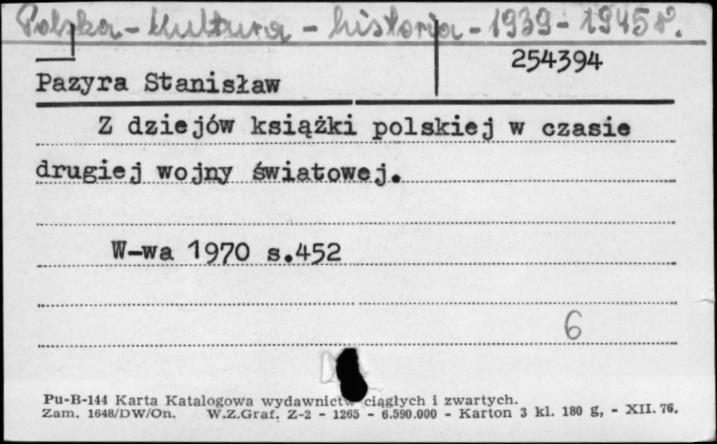 Polska - kultura - historia - 1939 - 1945 r.
254394
Pazyra Stanisław
Z dziejów książki polskiej w czasie
drugiej wojny światowej.
W-wa 1970 s.452
6
Pu-B-144 Karta Katalogowa wydawnictw ciągłych i zwartych.
Zam. 1648/DW/On. W.Z.Graf. Z-2 - 1265 - 6.590.000 - Karton 3 kl. 180 g, - XII. 76.